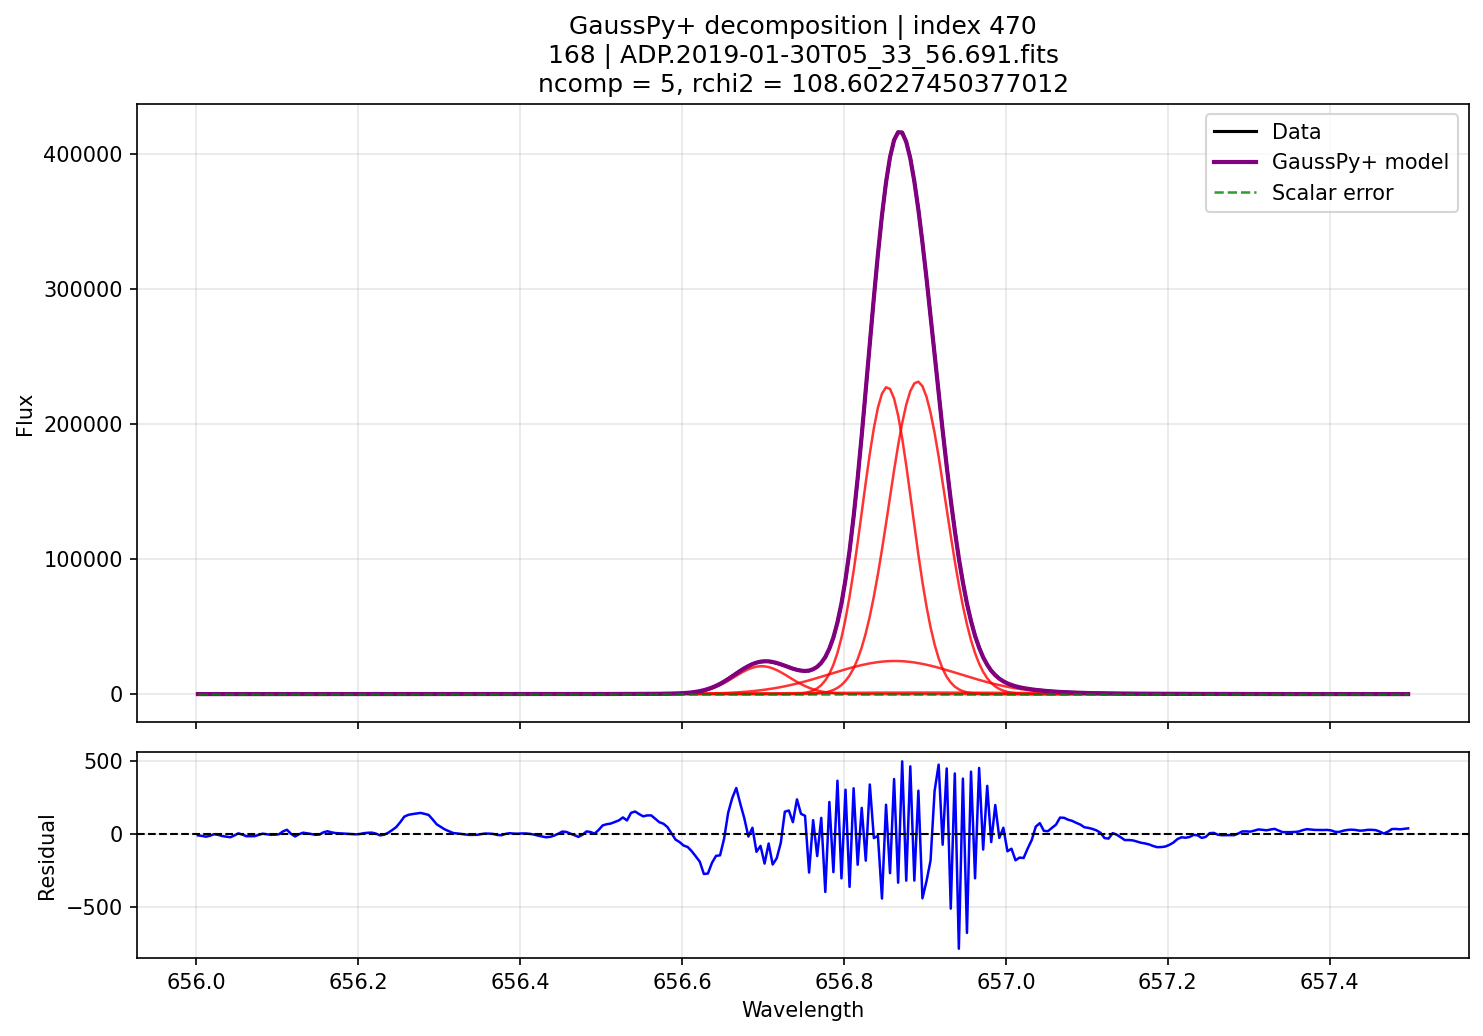 GaussPy+ decomposition | index 470
168 | ADP.2019-01-30T05_33_56.691.fits
ncomp = 5, rchi2 = 108.60227450377012
Data
GaussPy+ model
Scalar error
Flux
400000
300000
200000
100000
0
Residual
500
0
−500
656.0
656.2
656.4
656.6
656.8
657.0
657.2
657.4
Wavelength